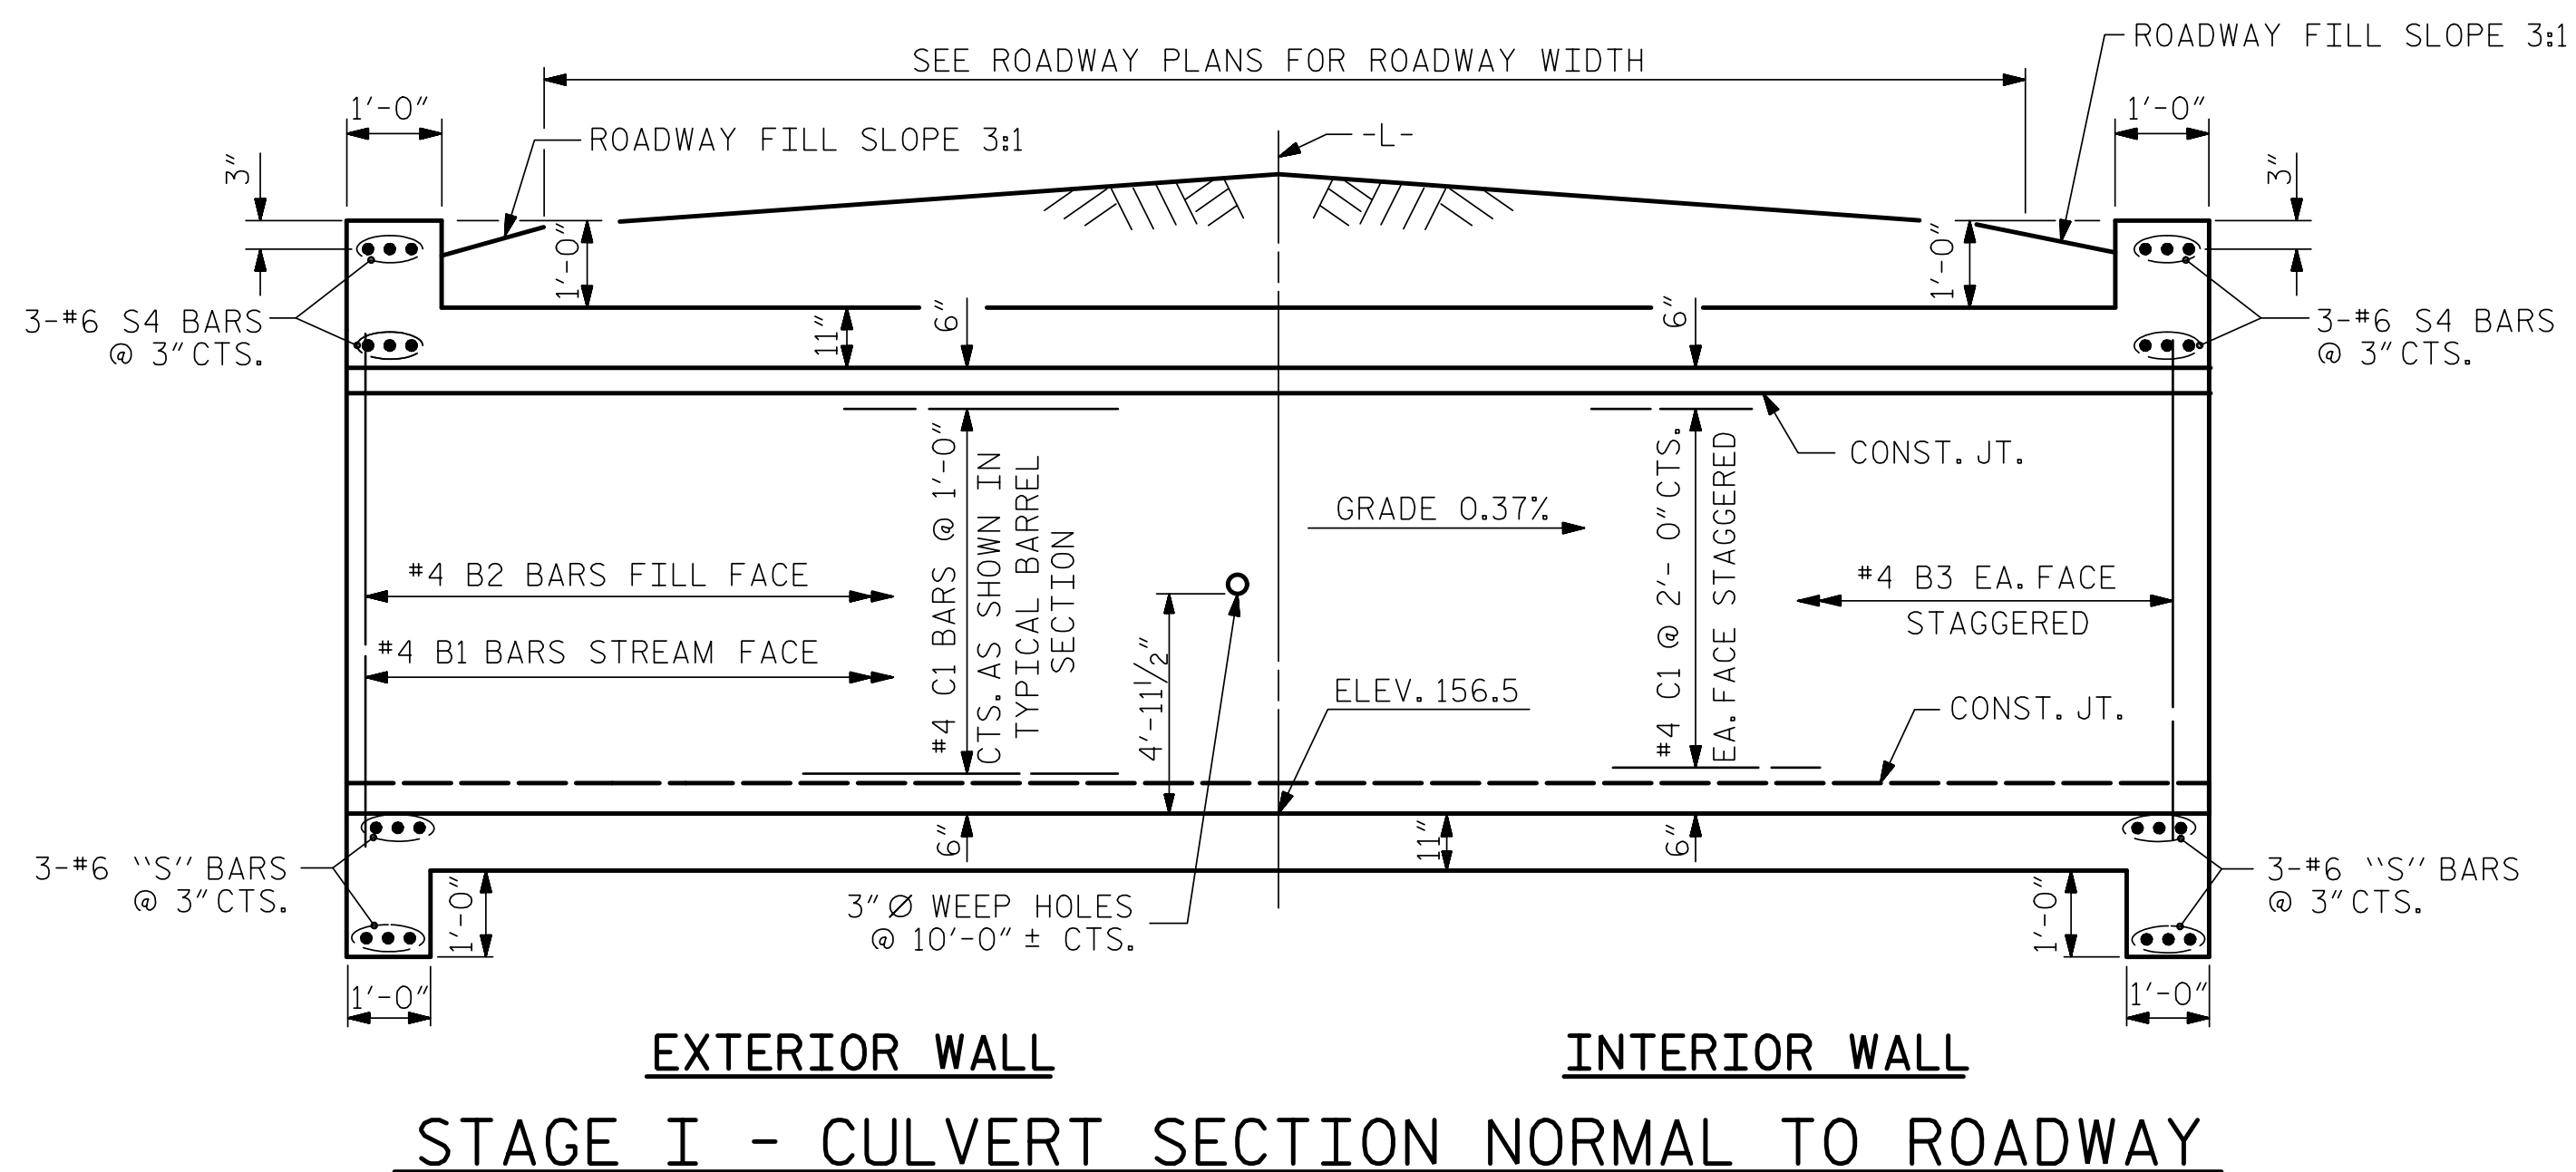 ROADWAY FILL SLOPE 3:1
SEE ROADWAY PLANS FOR ROADWAY WIDTH
1'-0"
1'-0"
ROADWAY FILL SLOPE 3:1
-L-
3"
3"
1'-0"
1'-0"
3-#6 S4 BARS
@ 3" CTS.
11"
6"
6"
3-#6 S4 BARS
@ 3" CTS.
#4 C1 BARS @ 1'-0"
CTS. AS SHOWN IN
TYPICAL BARREL
SECTION
#4 C1 @ 2'- 0" CTS.
EA. FACE STAGGERED
CONST. JT.
GRADE 0.37%
#4 B2 BARS FILL FACE
#4 B1 BARS STREAM FACE
#4 B3 EA. FACE
STAGGERED
4'-11 1/2"
ELEV. 156.5
CONST. JT.
3-#6 ``S'' BARS
@ 3" CTS.
1'-0"
6"
11"
6"
1'-0"
3-#6 ``S'' BARS
@ 3" CTS.
3" Ø WEEP HOLES
@ 10'-0" ± CTS.
1'-0"
1'-0"
EXTERIOR WALL
INTERIOR WALL
STAGE I - CULVERT SECTION NORMAL TO ROADWAY